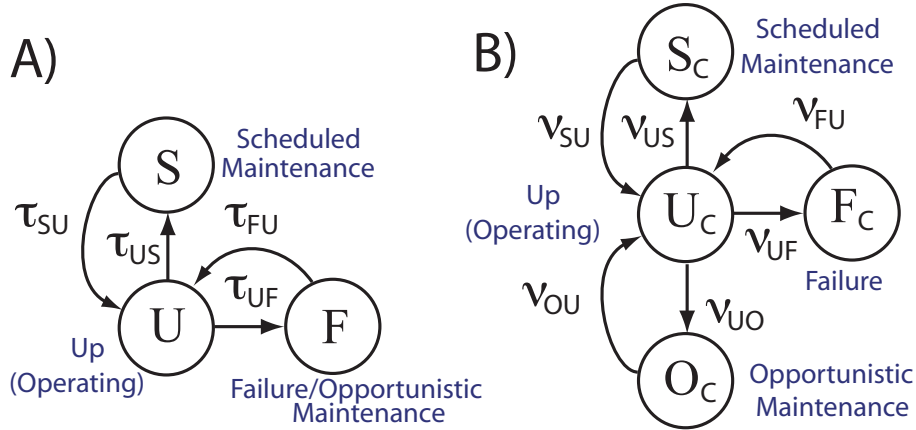 A)
S
Scheduled
Maintenance
τSU
τUS
τFU
τUF
U
F
Up
(Operating)
Failure/Opportunistic
Maintenance
B)
SC
Scheduled
Maintenance
νSU
νUS
νFU
Up
(Operating)
UC
FC
νUF
Failure
νOU
νUO
OC
Opportunistic
Maintenance